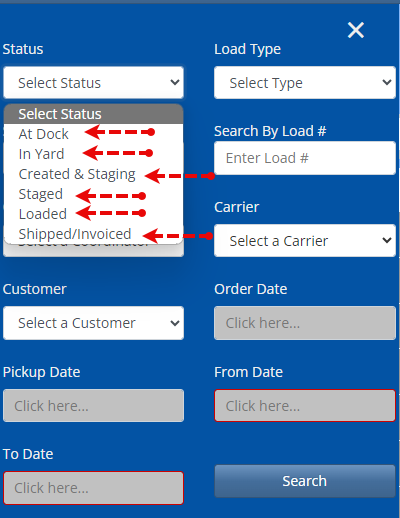 Status
Load Type
Select Status
Select Type
Select Status
At Dock
In Yard
Created & Staging
Staged
Loaded
Shipped/Invoiced
Search By Load #
Enter Load #
Carrier
Select a Coordinator
Select a Carrier
Customer
Order Date
Select a Customer
Click here...
Pickup Date
From Date
Click here...
Click here...
To Date
Click here...
Search